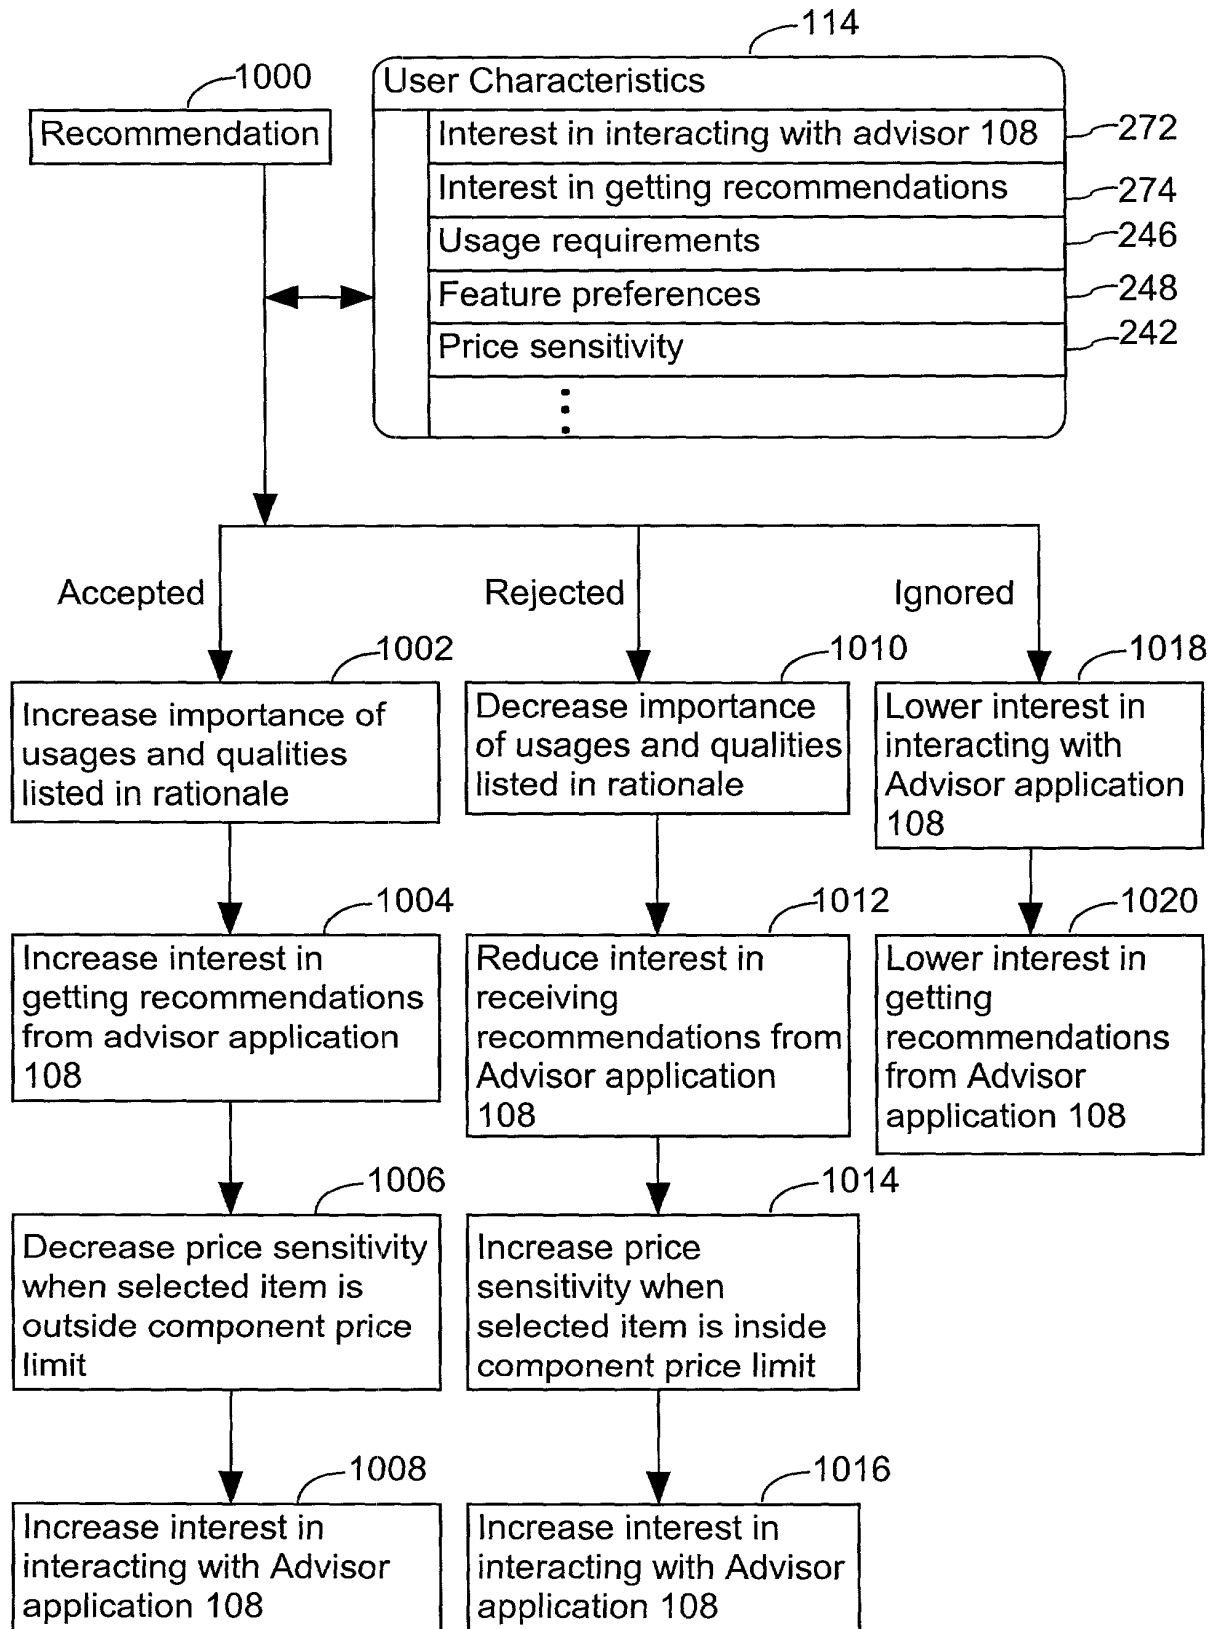 114
1000
User Characteristics
Recommendation
Interest in interacting with advisor 108
272
Interest in getting recommendations
274
Usage requirements
246
Feature preferences
248
Price sensitivity
242
Accepted
Rejected
Ignored
1002
Increase importance of
usages and qualities
listed in rationale
1004
Increase interest in
getting recommendations
from advisor application
108
1006
Decrease price sensitivity
when selected item is
outside component price
limit
1008
Increase interest in
interacting with Advisor
application 108
1010
Decrease importance
of usages and qualities
listed in rationale
1012
Reduce interest in
receiving
recommendations from
Advisor application
108
1014
Increase price
sensitivity when
selected item is inside
component price limit
1016
Increase interest in
interacting with Advisor
application 108
1018
Lower interest in
interacting with
Advisor application
108
1020
Lower interest in
getting
recommendations
from Advisor
application 108